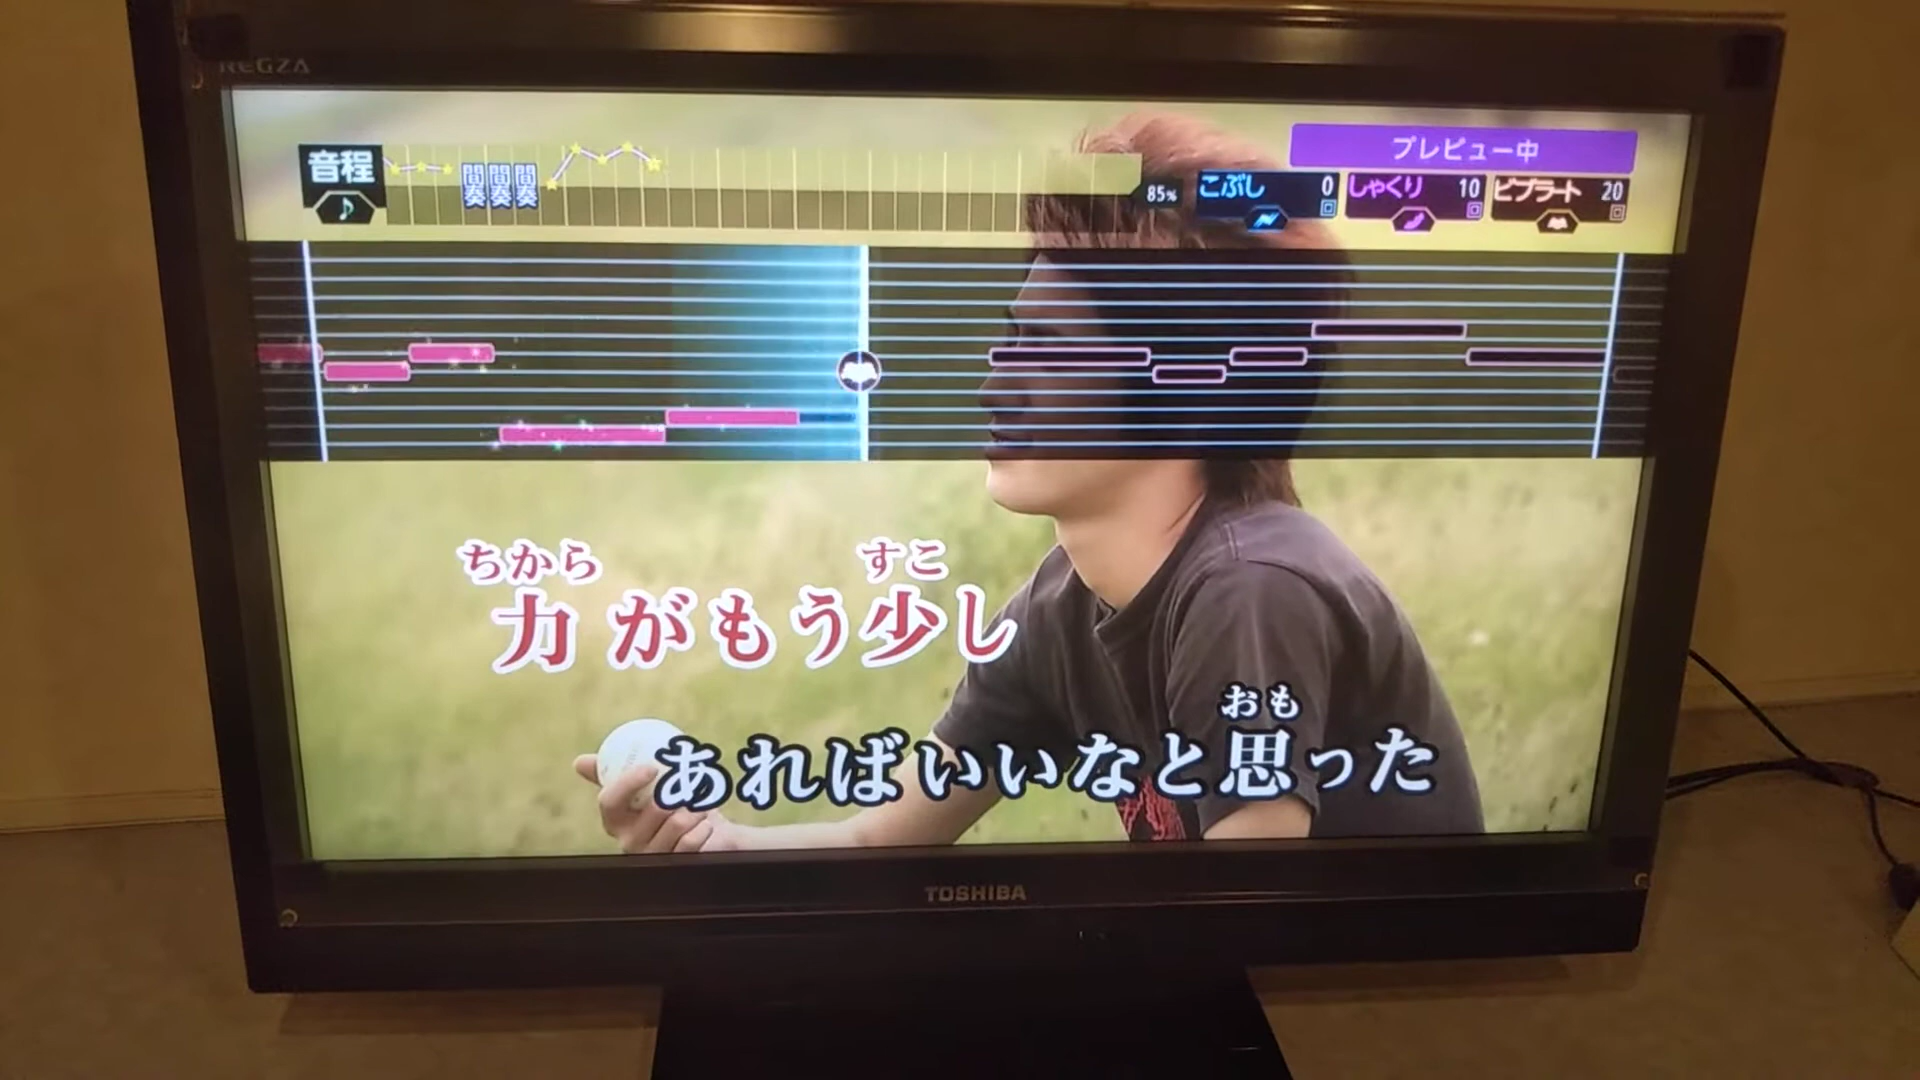 REGZA
プレビュー中
音程
間奏 間奏 間奏
85%
こぶし 0
しゃくり 10
ビブラート 20
ちから すこ
力がもう少し
おも
あればいいなと思った
TOSHIBA